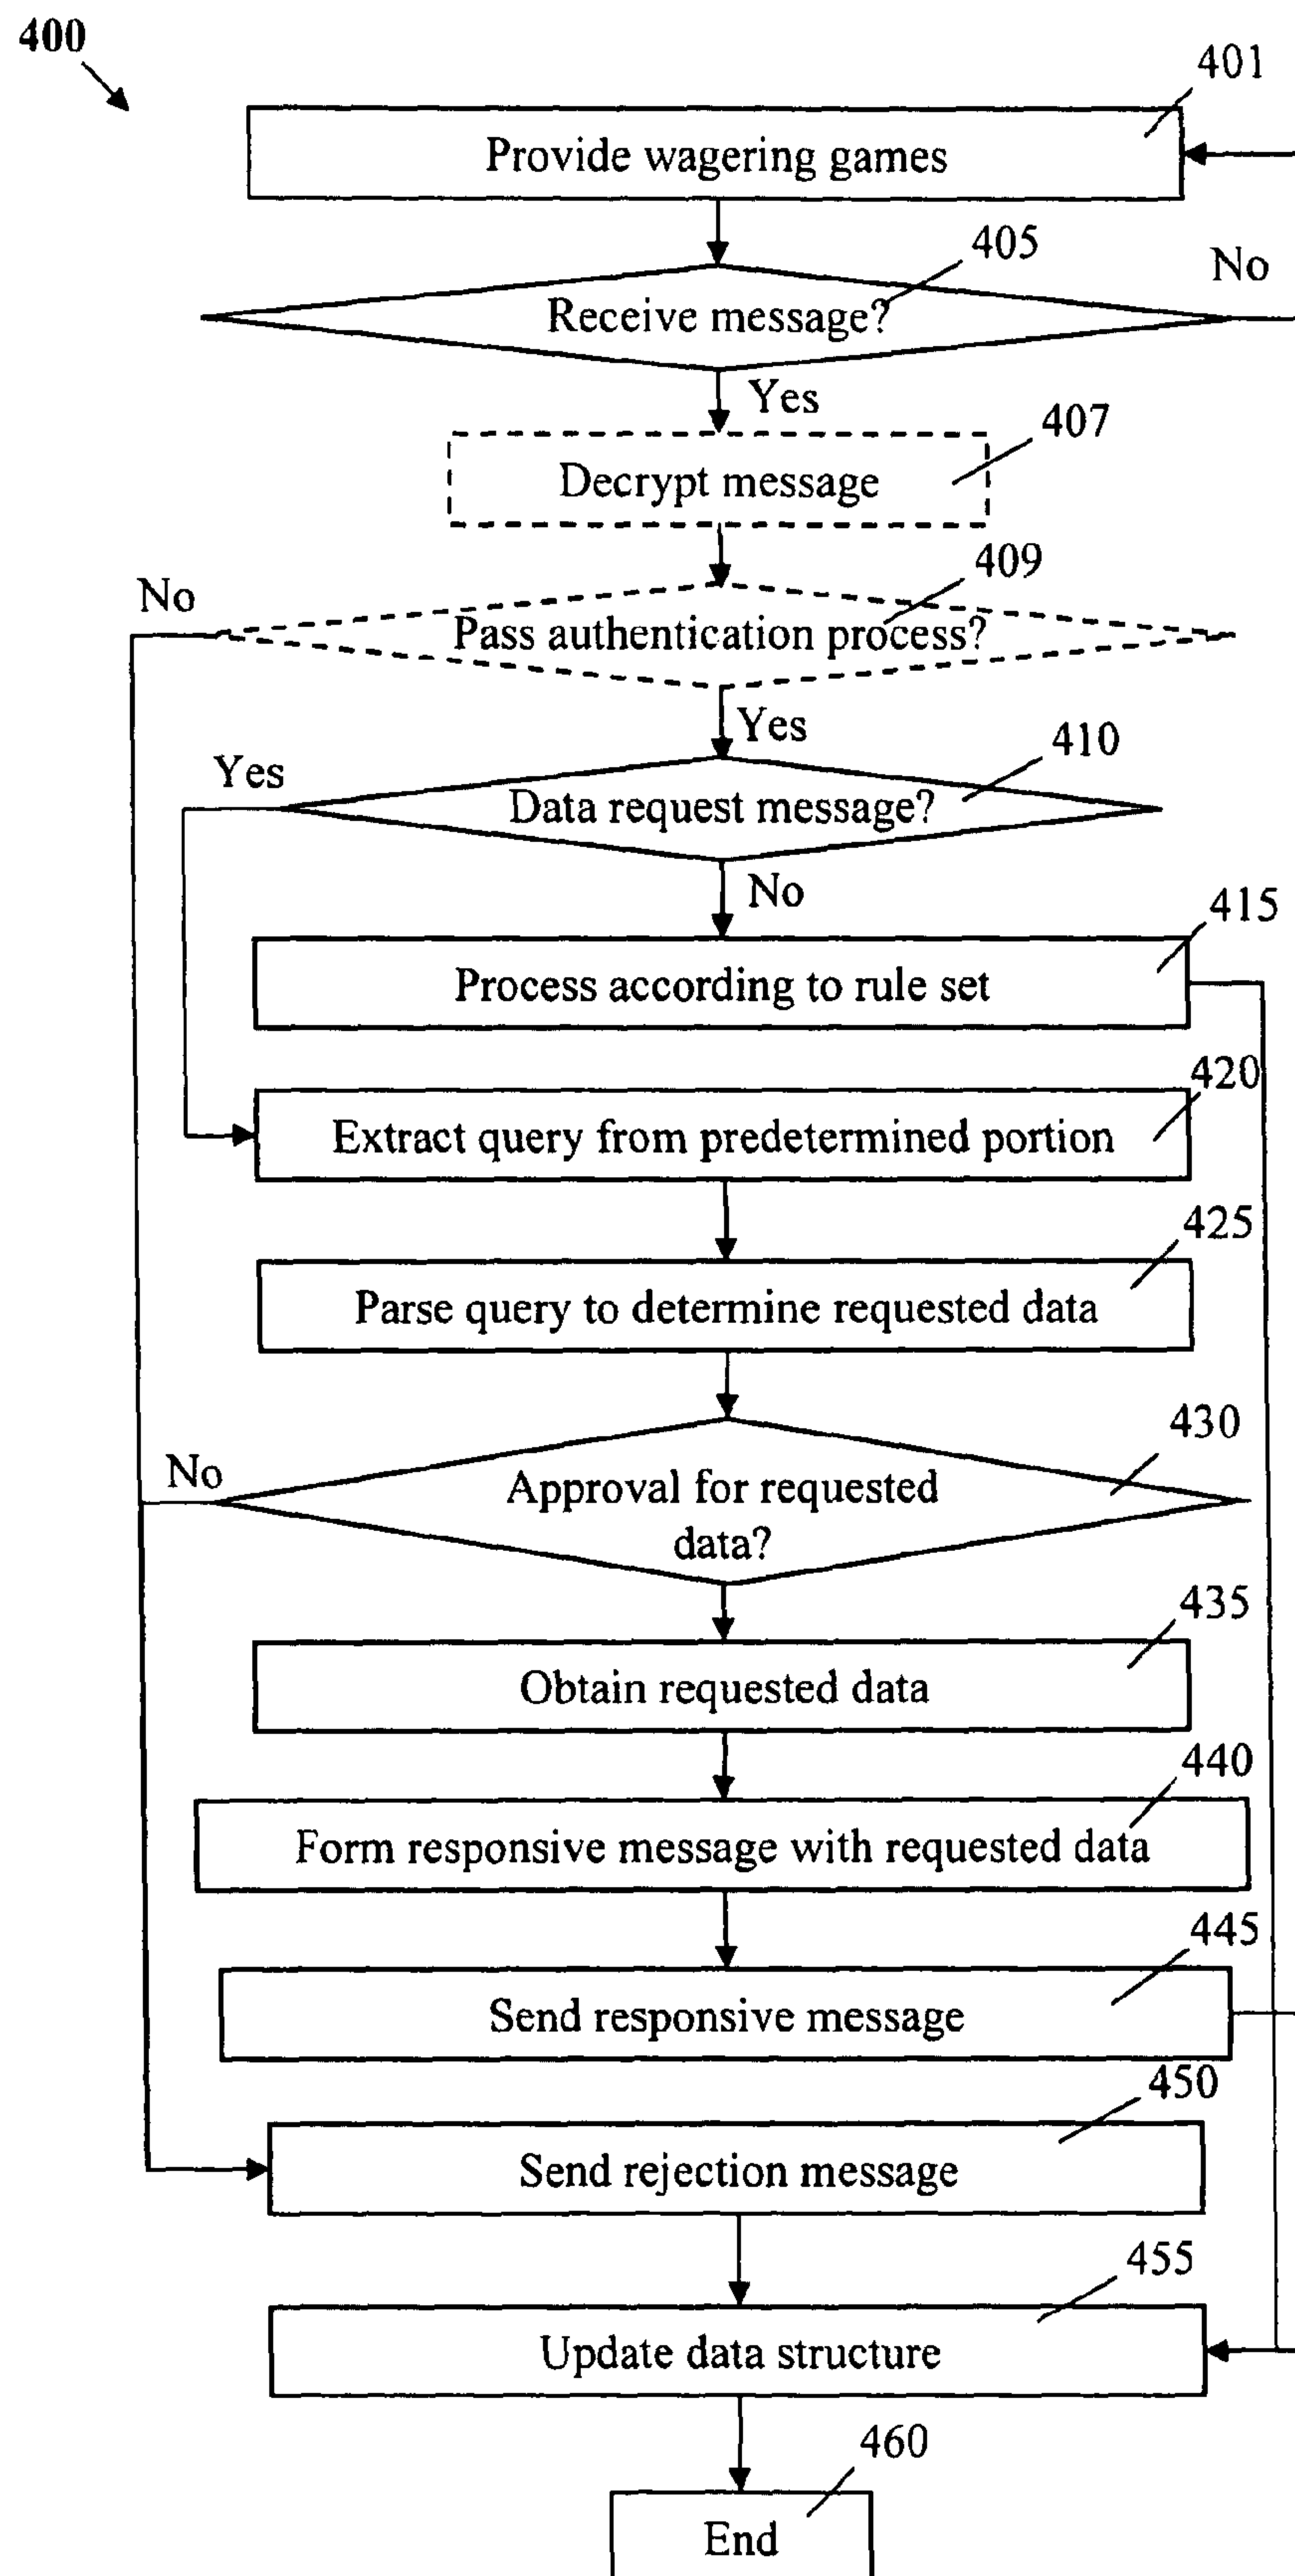 400
401
Provide wagering games
405
No
Receive message?
Yes
407
Decrypt message
409
No
Pass authentication process?
Yes
410
Yes
Data request message?
No
415
Process according to rule set
420
Extract query from predetermined portion
425
Parse query to determine requested data
430
No
Approval for requested
data?
435
Obtain requested data
440
Form responsive message with requested data
445
Send responsive message
450
Send rejection message
455
Update data structure
460
End